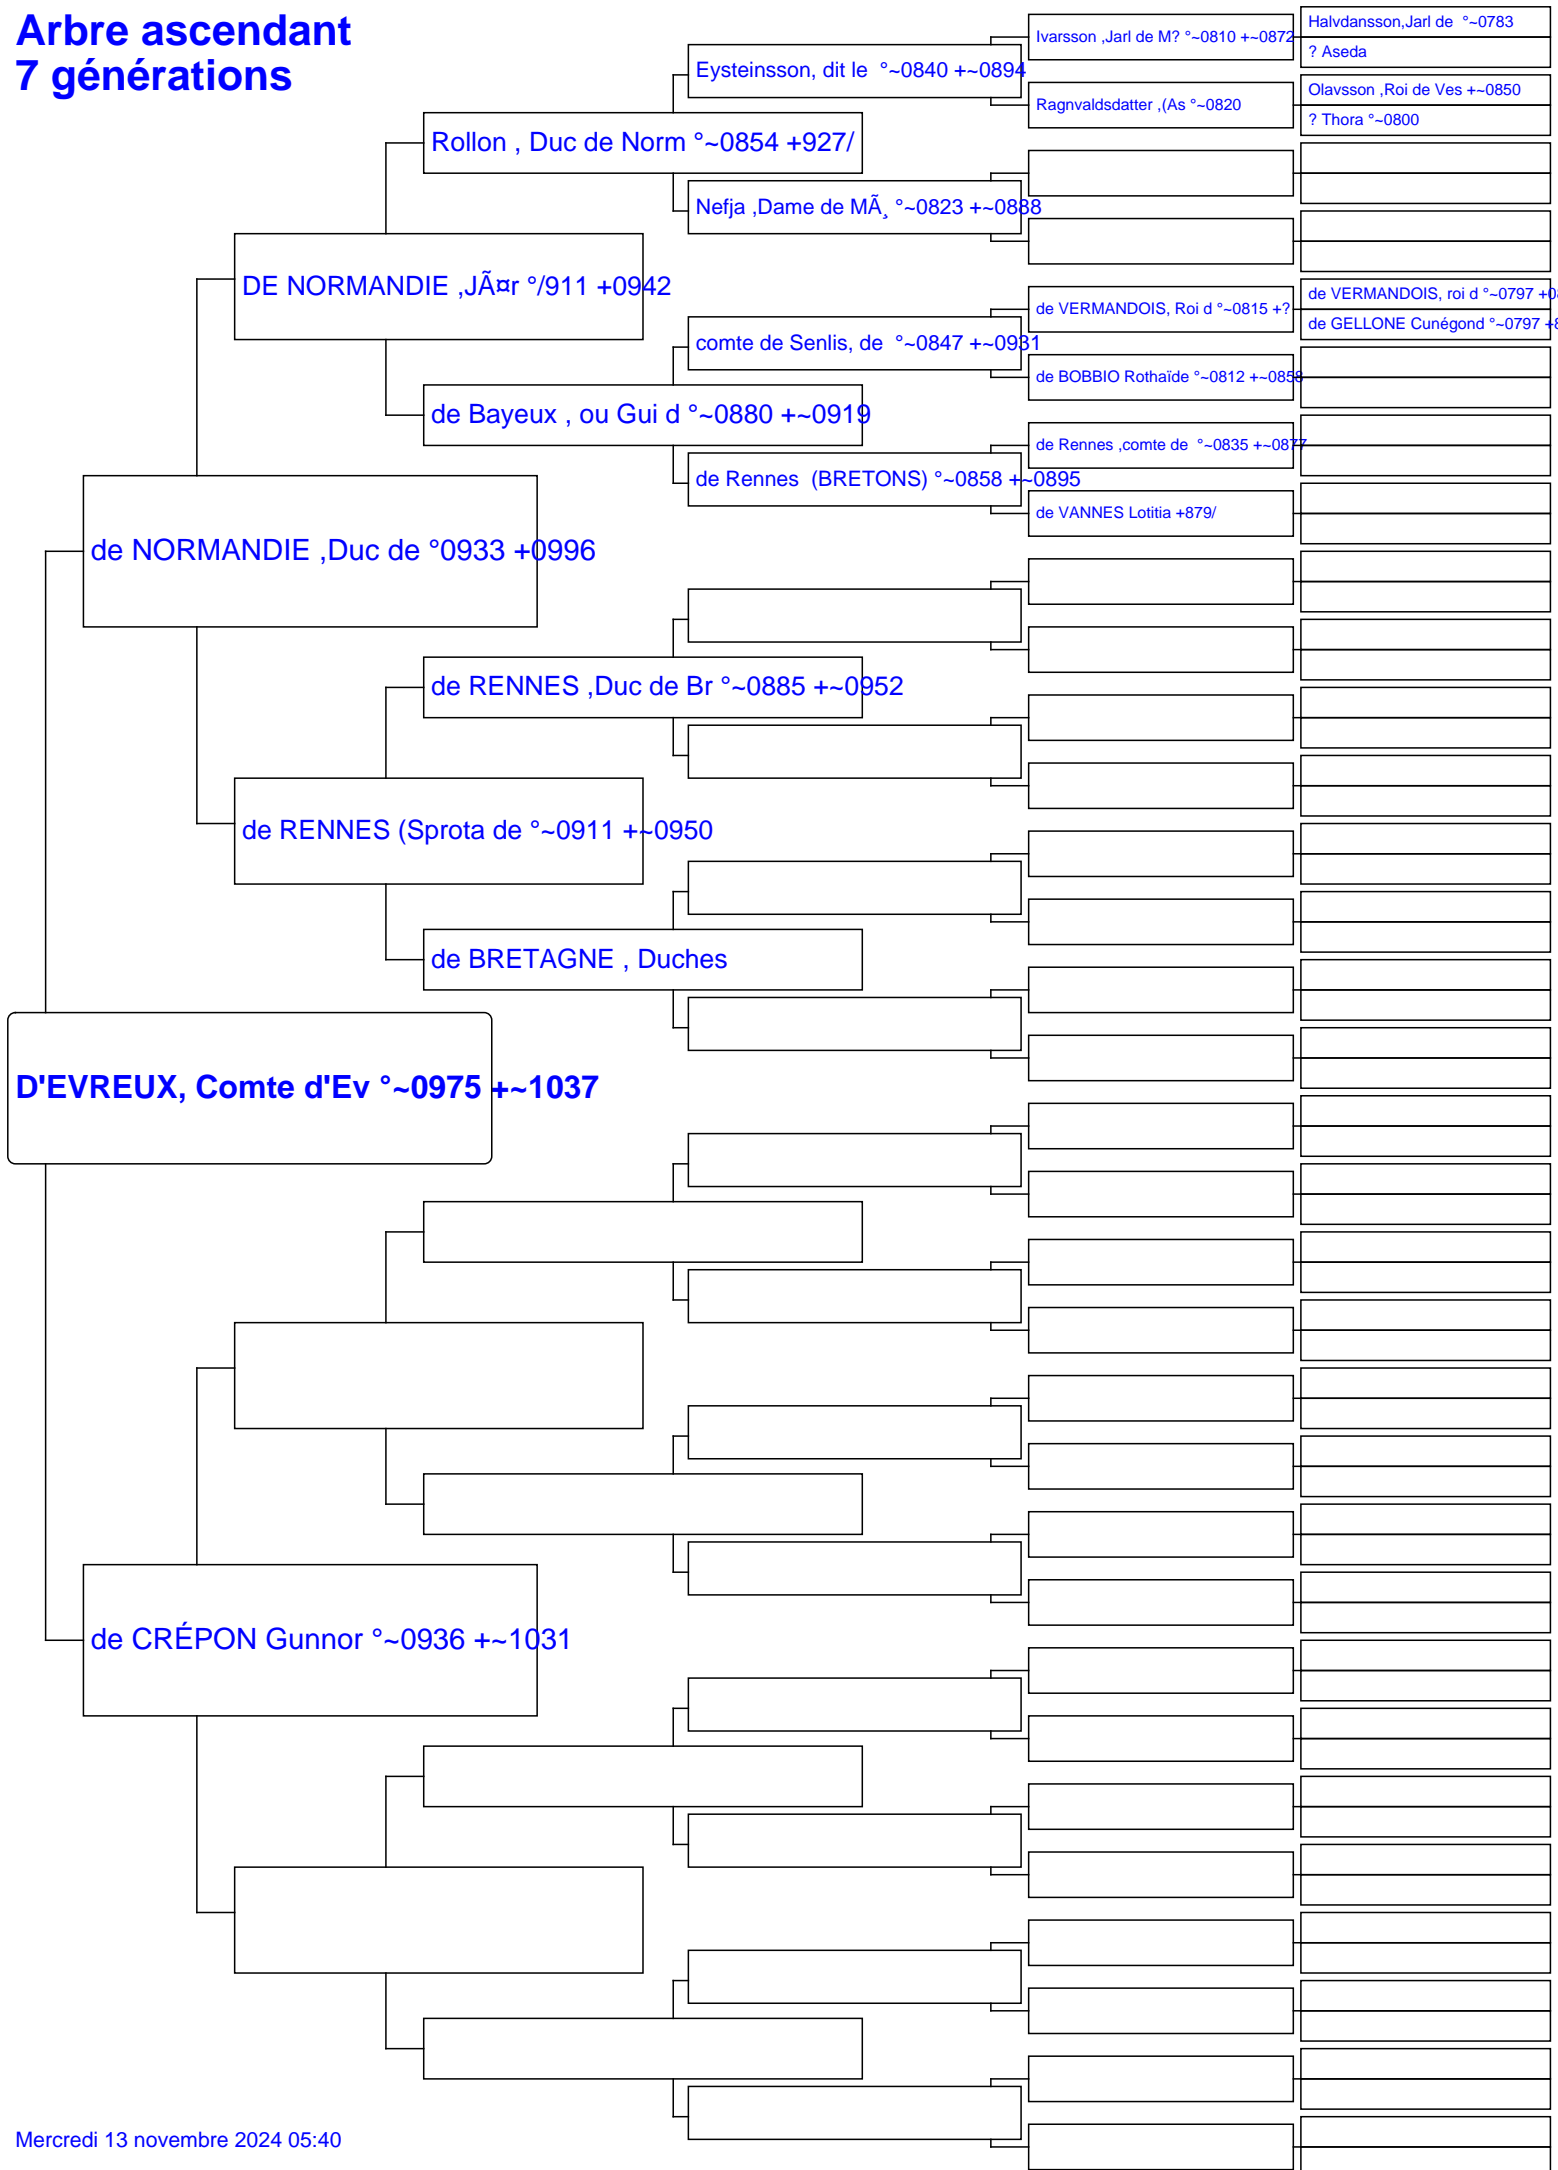 Arbre ascendant
7 générations
Halvdansson,Jarl de  °~0783
Ivarsson ,Jarl de M? °~0810 +~0872
? Aseda
Eysteinsson, dit le  °~0840 +~0894
Olavsson ,Roi de Ves +~0850
Ragnvaldsdatter ,(As °~0820
? Thora °~0800
Rollon , Duc de Norm °~0854 +927/
Nefja ,Dame de MÃ¸ °~0823 +~0888
DE NORMANDIE ,JÃ¤r °/911 +0942
de VERMANDOIS, roi d °~0797 +08
de VERMANDOIS, Roi d °~0815 +?
de GELLONE Cunégond °~0797 +8
comte de Senlis, de  °~0847 +~0931
de BOBBIO Rothaïde °~0812 +~0858
de Bayeux , ou Gui d °~0880 +~0919
de Rennes ,comte de  °~0835 +~0877
de Rennes  (BRETONS) °~0858 +~0895
de VANNES Lotitia +879/
de NORMANDIE ,Duc de °0933 +0996
de RENNES ,Duc de Br °~0885 +~0952
de RENNES (Sprota de °~0911 +~0950
de BRETAGNE , Duches
D'EVREUX, Comte d'Ev °~0975 +~1037
de CRÉPON Gunnor °~0936 +~1031
Mercredi 13 novembre 2024 05:40